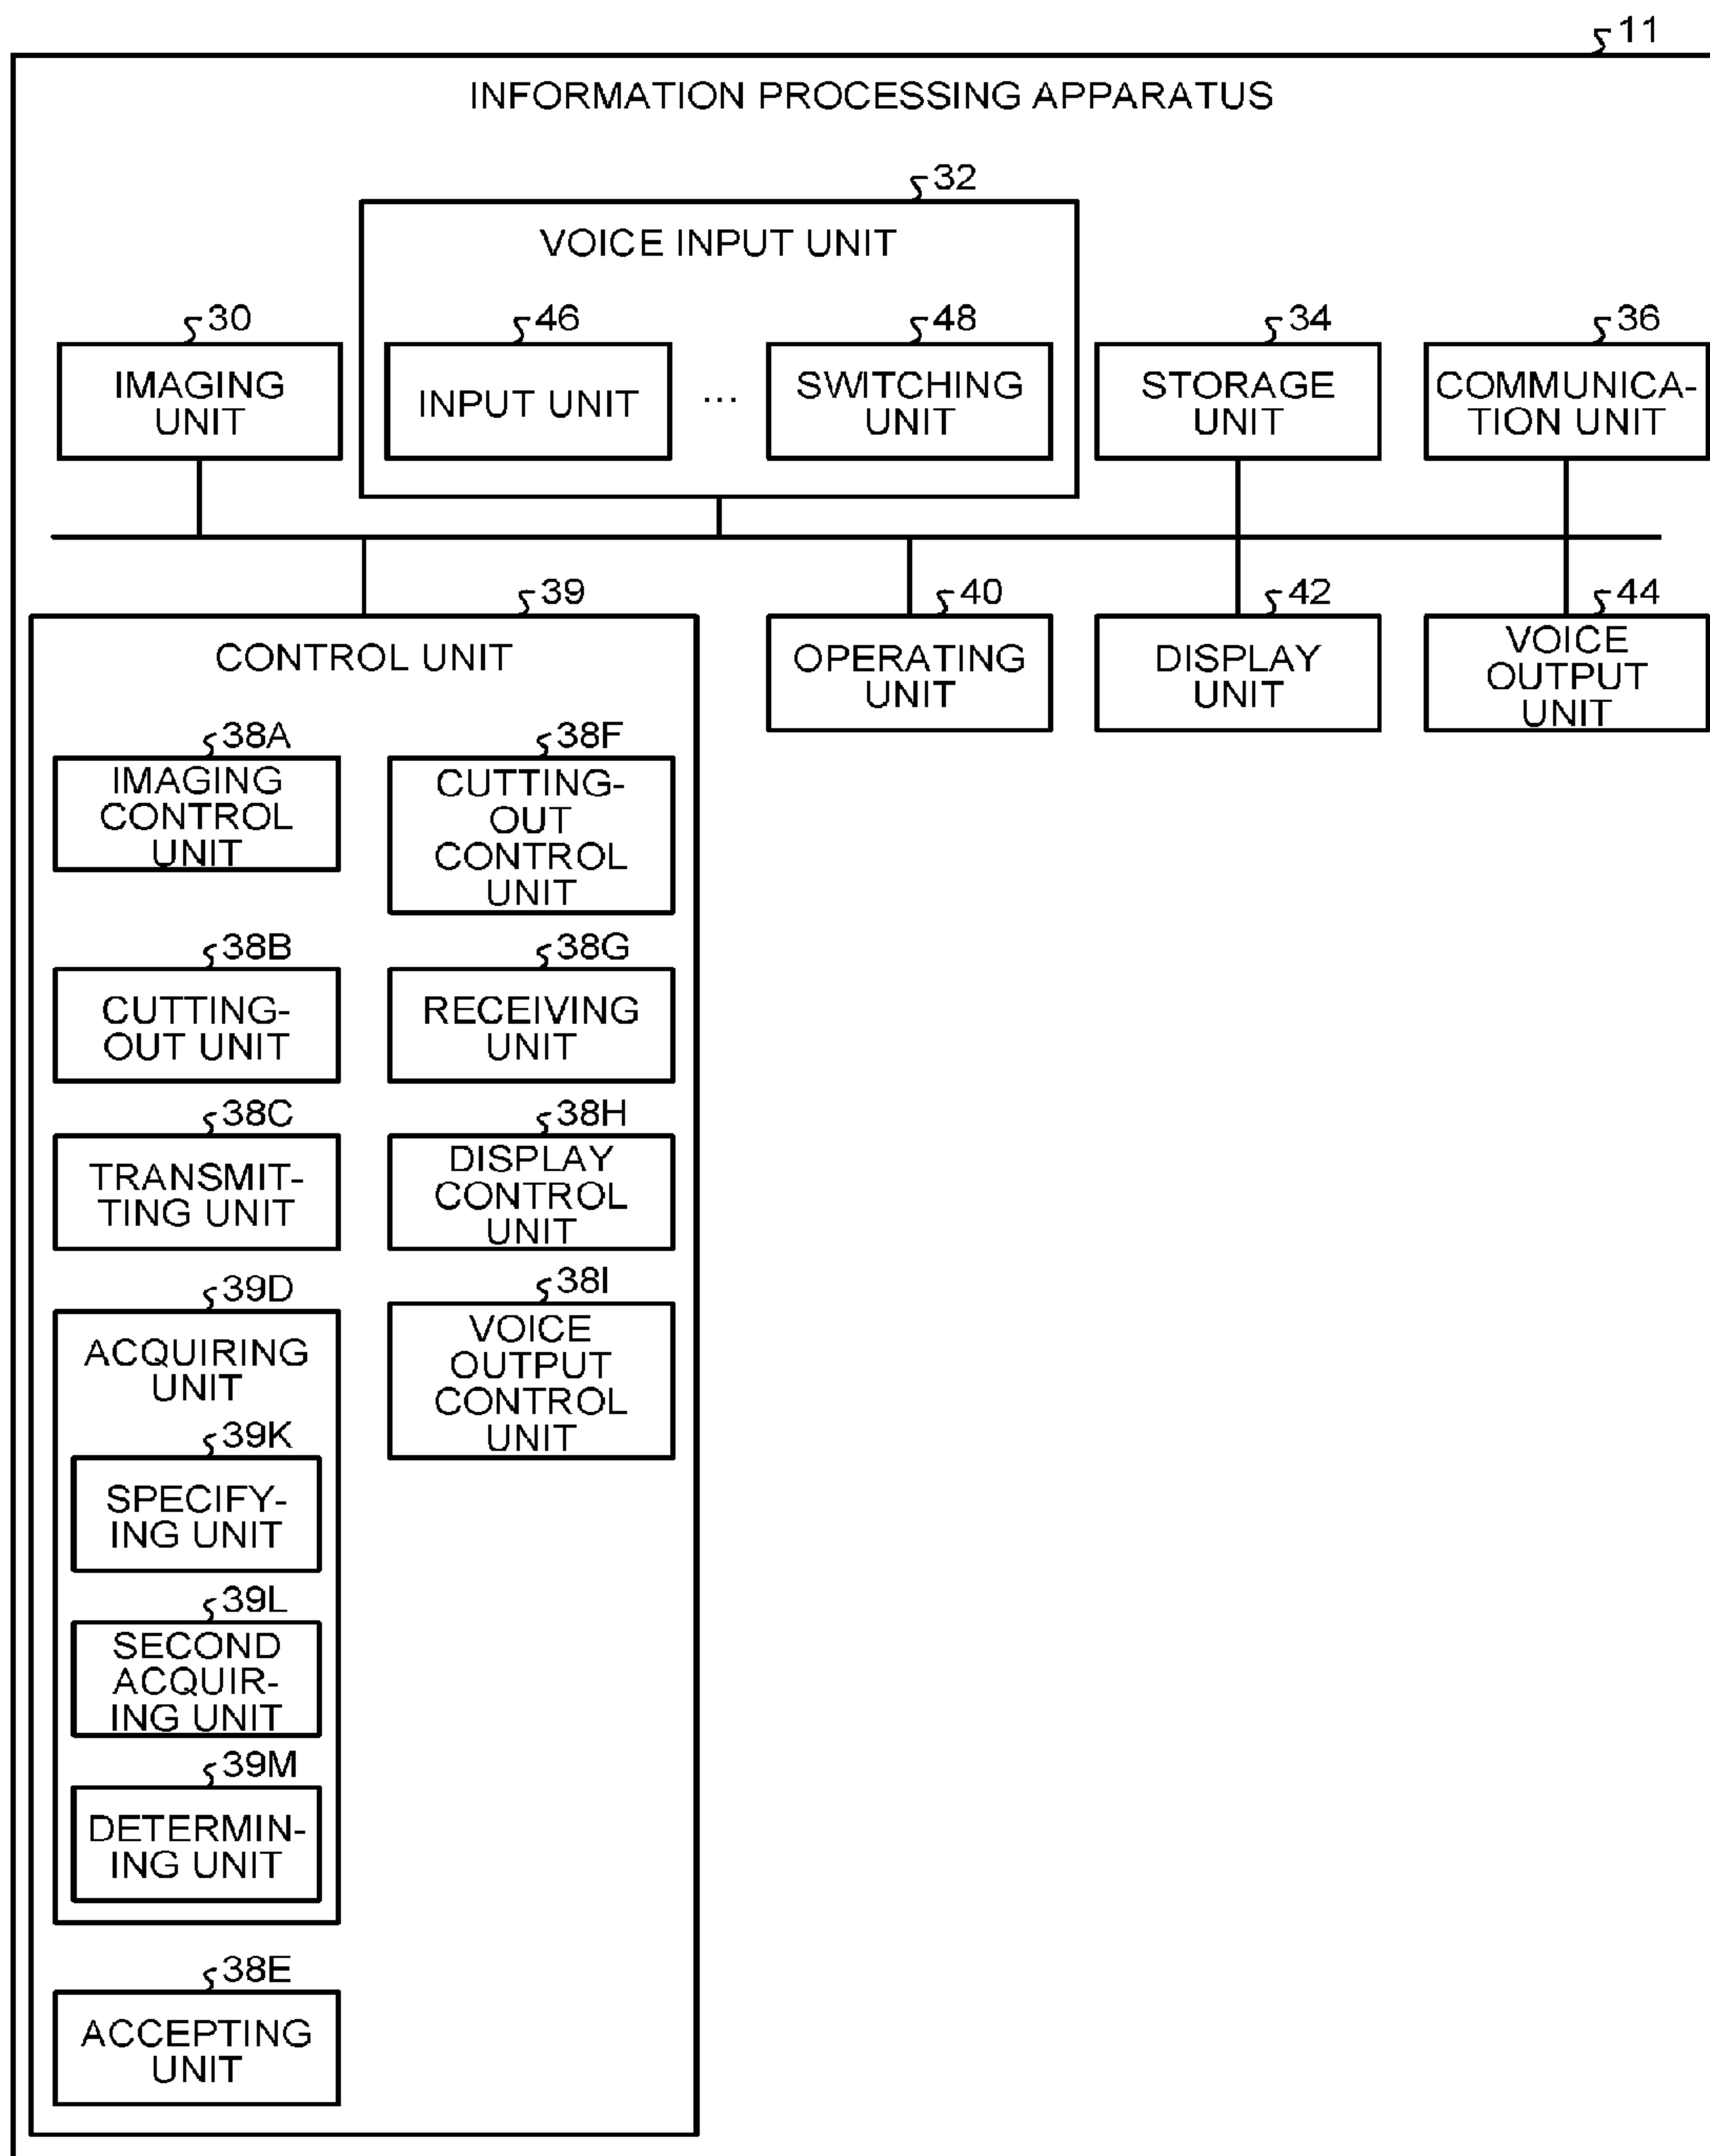 11
INFORMATION PROCESSING APPARATUS
32
VOICE INPUT UNIT
30
IMAGING
UNIT
46
INPUT UNIT
...
48
SWITCHING
UNIT
34
STORAGE
UNIT
36
COMMUNICA-
TION UNIT
39
CONTROL UNIT
40
OPERATING
UNIT
42
DISPLAY
UNIT
44
VOICE
OUTPUT
UNIT
38A
IMAGING
CONTROL
UNIT
38F
CUTTING-
OUT
CONTROL
UNIT
38B
CUTTING-
OUT UNIT
38G
RECEIVING
UNIT
38C
TRANSMIT-
TING UNIT
38H
DISPLAY
CONTROL
UNIT
39D
ACQUIRING
UNIT
38I
VOICE
OUTPUT
CONTROL
UNIT
39K
SPECIFY-
ING UNIT
39L
SECOND
ACQUIR-
ING UNIT
39M
DETERMIN-
ING UNIT
38E
ACCEPTING
UNIT